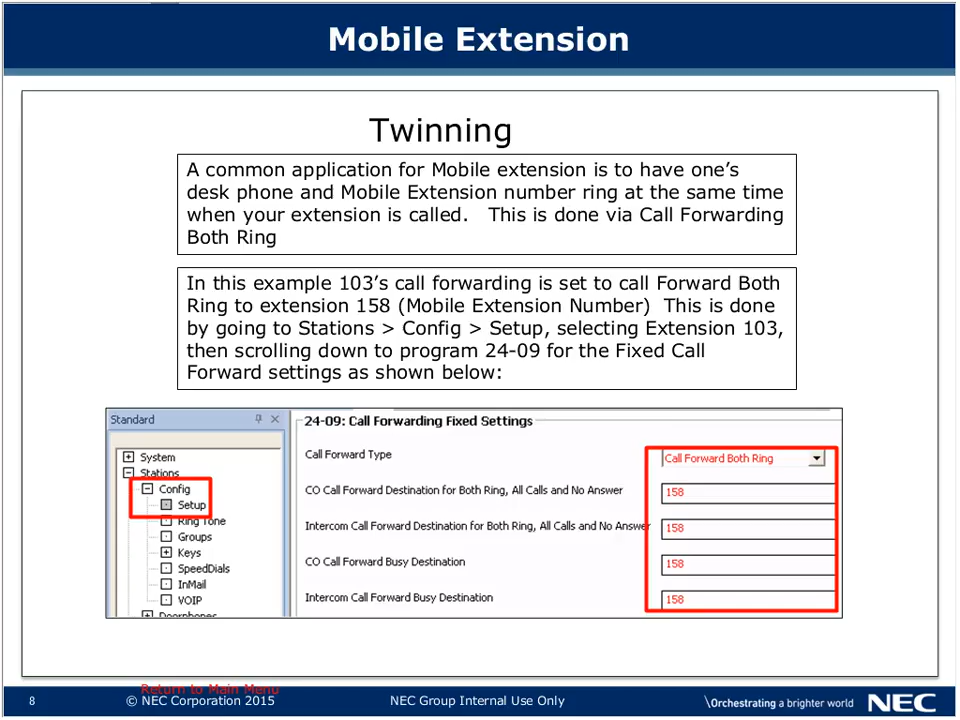 Mobile Extension
Twinning
A common application for Mobile extension is to have one’s
desk phone and Mobile Extension number ring at the same time
when your extension is called.   This is done via Call Forwarding
Both Ring
In this example 103’s call forwarding is set to call Forward Both
Ring to extension 158 (Mobile Extension Number)  This is done
by going to Stations > Config > Setup, selecting Extension 103,
then scrolling down to program 24-09 for the Fixed Call
Forward settings as shown below:
Standard
System
Stations
Config
Setup
Ring Tone
Groups
Keys
SpeedDials
InMail
VOIP
Doorphones
24-09: Call Forwarding Fixed Settings
Call Forward Type
Call Forward Both Ring
CO Call Forward Destination for Both Ring, All Calls and No Answer
158
Intercom Call Forward Destination for Both Ring, All Calls and No Answer
158
CO Call Forward Busy Destination
158
Intercom Call Forward Busy Destination
158
Return to Main Menu
8
© NEC Corporation 2015
NEC Group Internal Use Only
\Orchestrating a brighter world
NEC